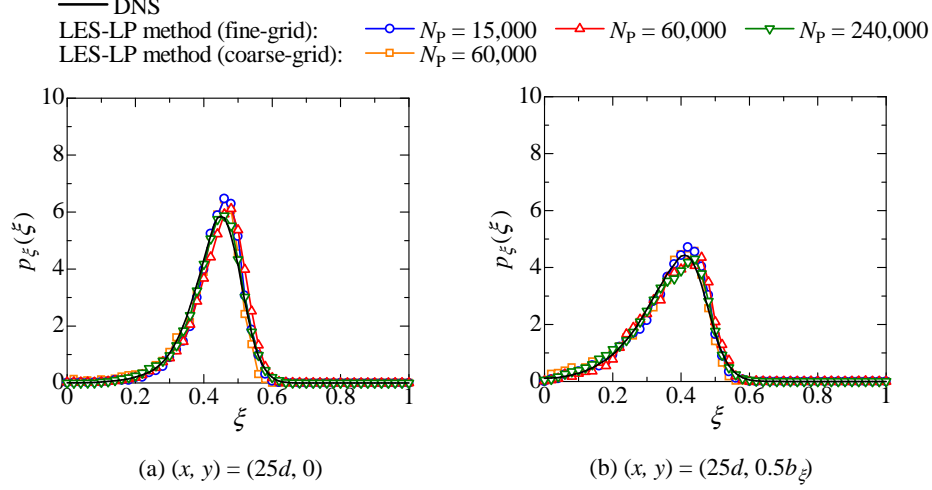 DNS
LES-LP method (fine-grid): N_P = 15,000 N_P = 60,000 N_P = 240,000
LES-LP method (coarse-grid): N_P = 60,000
10
8
6
4
2
0
p_ξ(ξ)
0 0.2 0.4 0.6 0.8 1
ξ
(a) (x, y) = (25d, 0)
10
8
6
4
2
0
p_ξ(ξ)
0 0.2 0.4 0.6 0.8 1
ξ
(b) (x, y) = (25d, 0.5b_ξ)